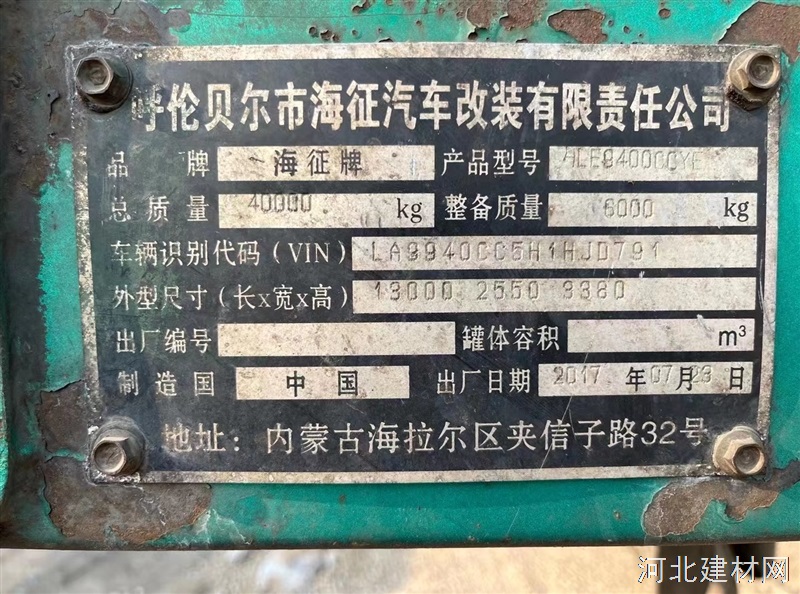 呼伦贝尔市海征汽车改装有限责任公司
品 牌 海征牌 产品型号
总质量 40000 kg 整备质量 6000 kg
车辆识别代码(VIN) LA99400C5H1HJD791
外型尺寸(长x宽x高) 13000 2550 3380
出厂编号 罐体容积 m³
制造国 中国 出厂日期 2017 年 07 月 23 日
地址：内蒙古海拉尔区夹信子路32号
河北建材网